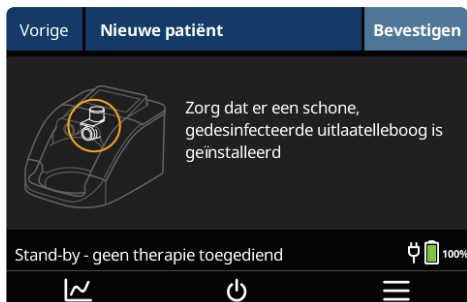 Vorige Nieuwe patiënt Bevestigen
Zorg dat er een schone,
gedesinfecteerde uitlaatelleboog is
geïnstalleerd
Stand-by - geen therapie toegediend 100%